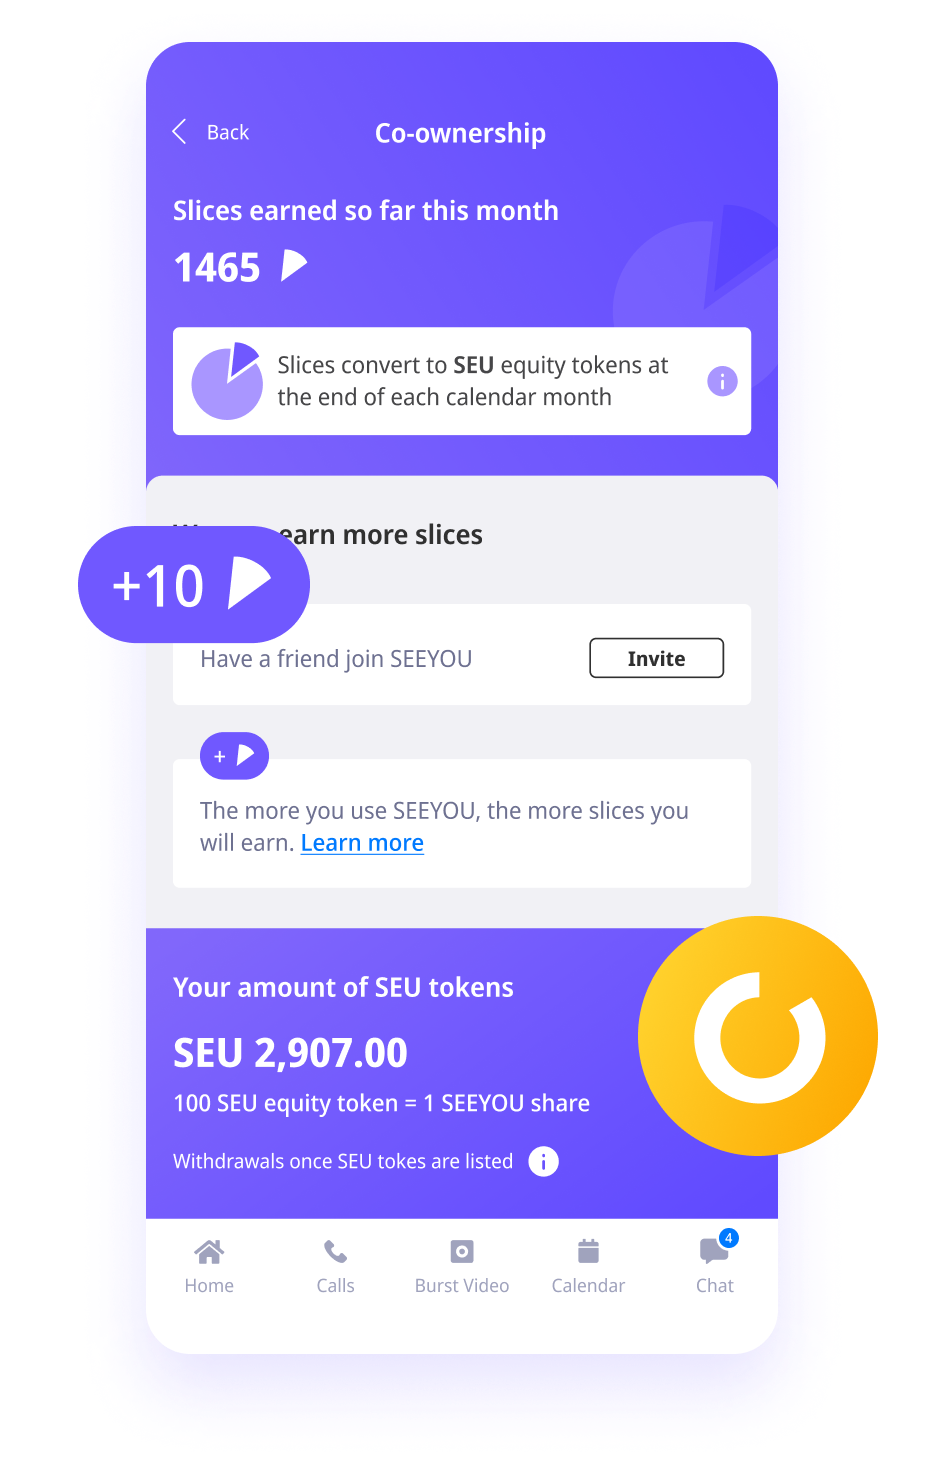 Back
Co-ownership
Slices earned so far this month
1465
Slices convert to SEU equity tokens at
the end of each calendar month
earn more slices
+10
Have a friend join SEEYOU
Invite
+
The more you use SEEYOU, the more slices you
will earn. Learn more
Your amount of SEU tokens
SEU 2,907.00
100 SEU equity token = 1 SEEYOU share
Withdrawals once SEU tokes are listed
4
Home
Calls
Burst Video
Calendar
Chat